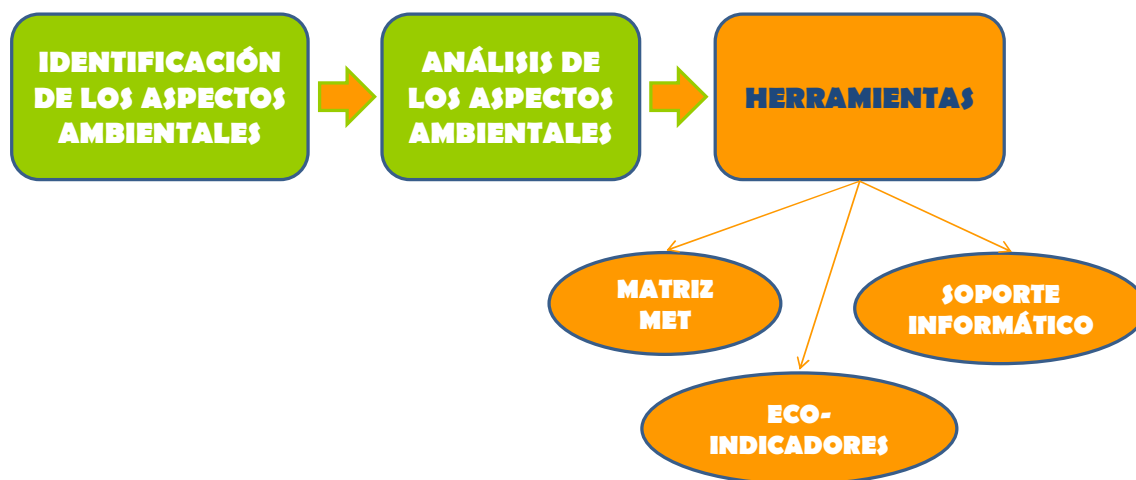 IDENTIFICACIÓN
DE LOS ASPECTOS
AMBIENTALES
ANÁLISIS DE
LOS ASPECTOS
AMBIENTALES
HERRAMIENTAS
MATRIZ
MET
SOPORTE
INFORMÁTICO
ECO-
INDICADORES